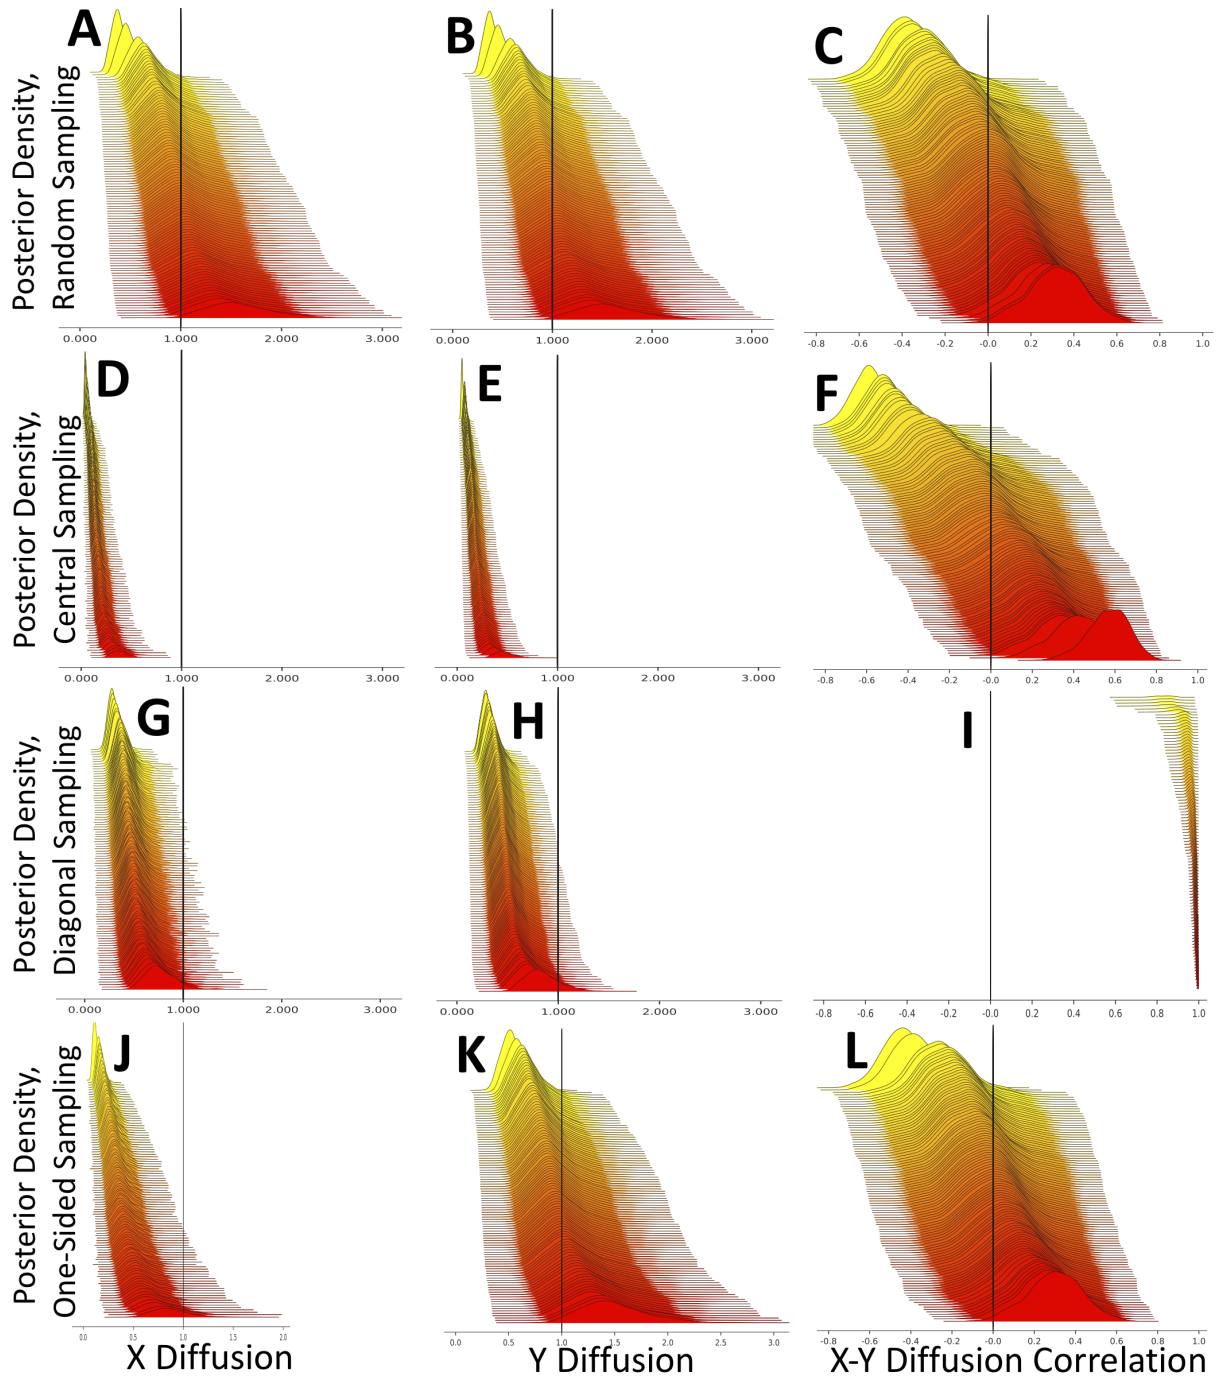 Posterior Density,
Random Sampling
A
B
C
0.000 1.000 2.000 3.000
0.000 1.000 2.000 3.000
-0.8 -0.6 -0.4 -0.2 -0.0 0.2 0.4 0.6 0.8 1.0
Posterior Density,
Central Sampling
D
E
F
0.000 1.000 2.000 3.000
0.000 1.000 2.000 3.000
-0.8 -0.6 -0.4 -0.2 -0.0 0.2 0.4 0.6 0.8 1.0
Posterior Density,
Diagonal Sampling
G
H
I
0.000 1.000 2.000 3.000
0.000 1.000 2.000 3.000
-0.8 -0.6 -0.4 -0.2 -0.0 0.2 0.4 0.6 0.8 1.0
Posterior Density,
One-Sided Sampling
J
K
L
0.0 0.5 1.0 1.5 2.0
0.0 0.5 1.0 1.5 2.0 2.5 3.0
-0.8 -0.6 -0.4 -0.2 -0.0 0.2 0.4 0.6 0.8 1.0
X Diffusion
Y Diffusion
X-Y Diffusion Correlation